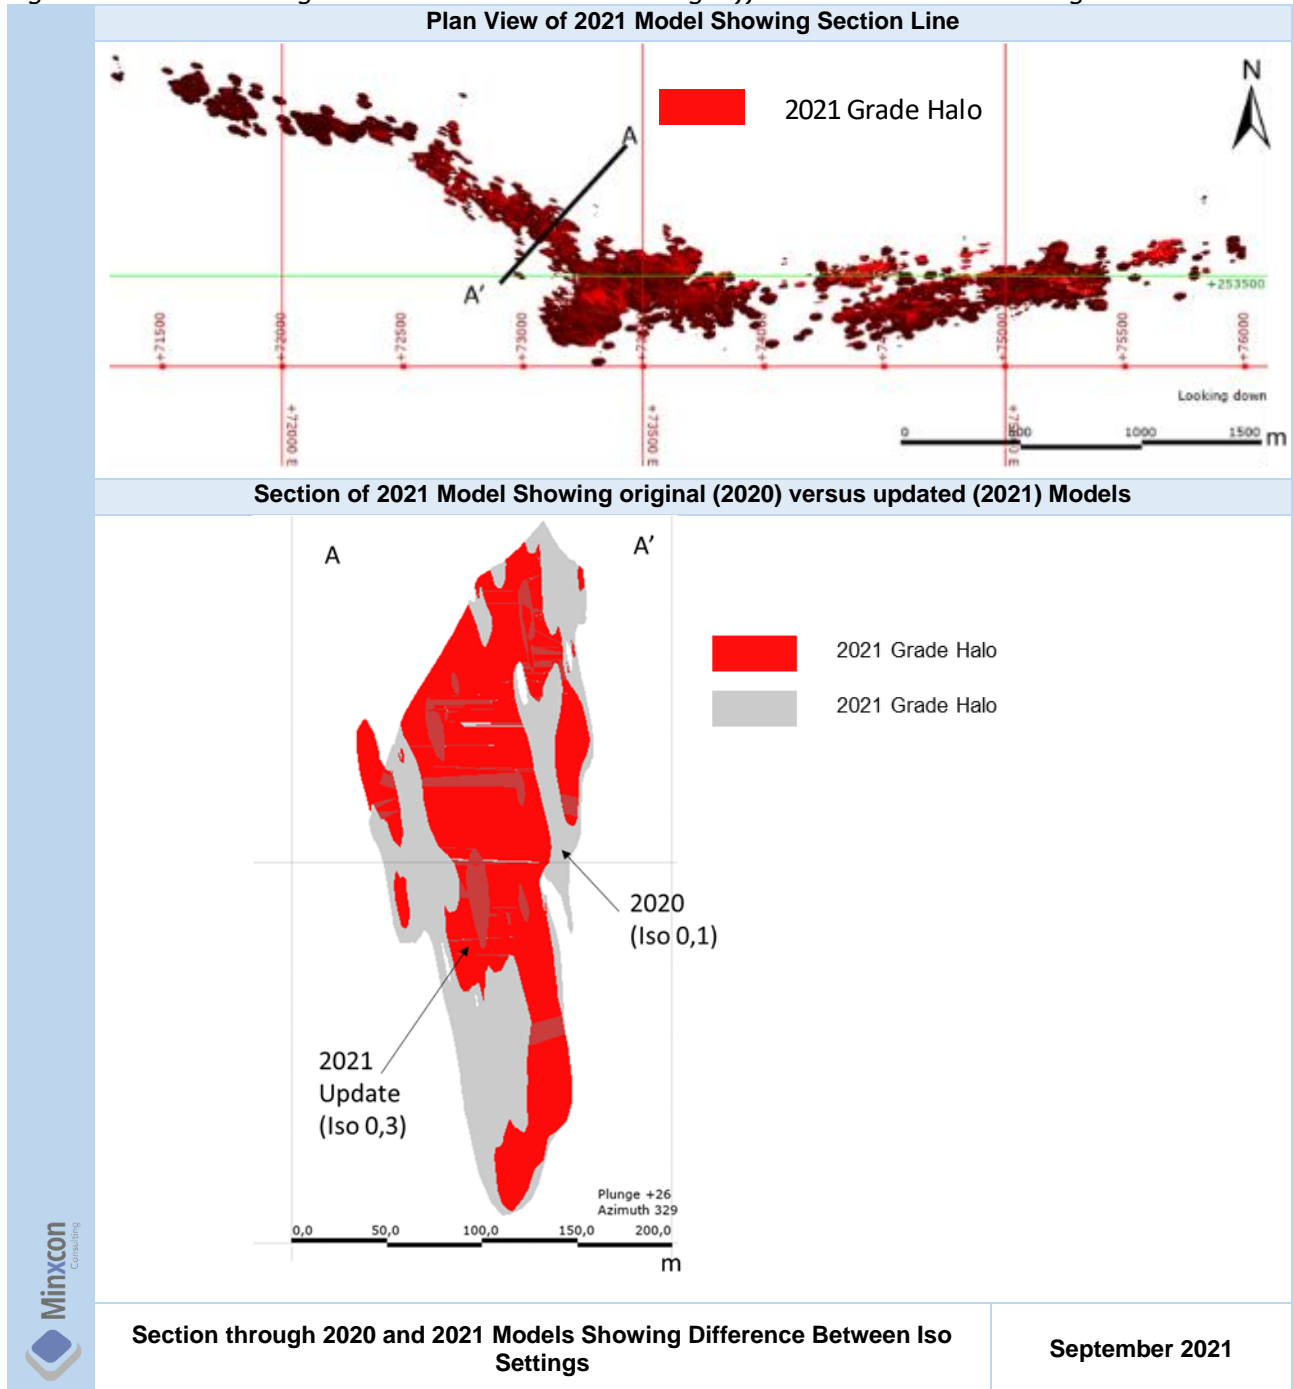 Plan View of 2021 Model Showing Section Line
N
2021 Grade Halo
A
A'
+253500
+71500
+72000
+72500
+73000
+75000
+75500
+76000
Looking down
+72000 E
+73500 E
0
1000
1500 m
Section of 2021 Model Showing original (2020) versus updated (2021) Models
A
A'
2021 Grade Halo
2021 Grade Halo
2020
(Iso 0,1)
2021
Update
(Iso 0,3)
Plunge +26
Azimuth 329
0,0
50,0
100,0
150,0
200,0
m
Minxcon
Consulting
Section through 2020 and 2021 Models Showing Difference Between Iso
Settings
September 2021